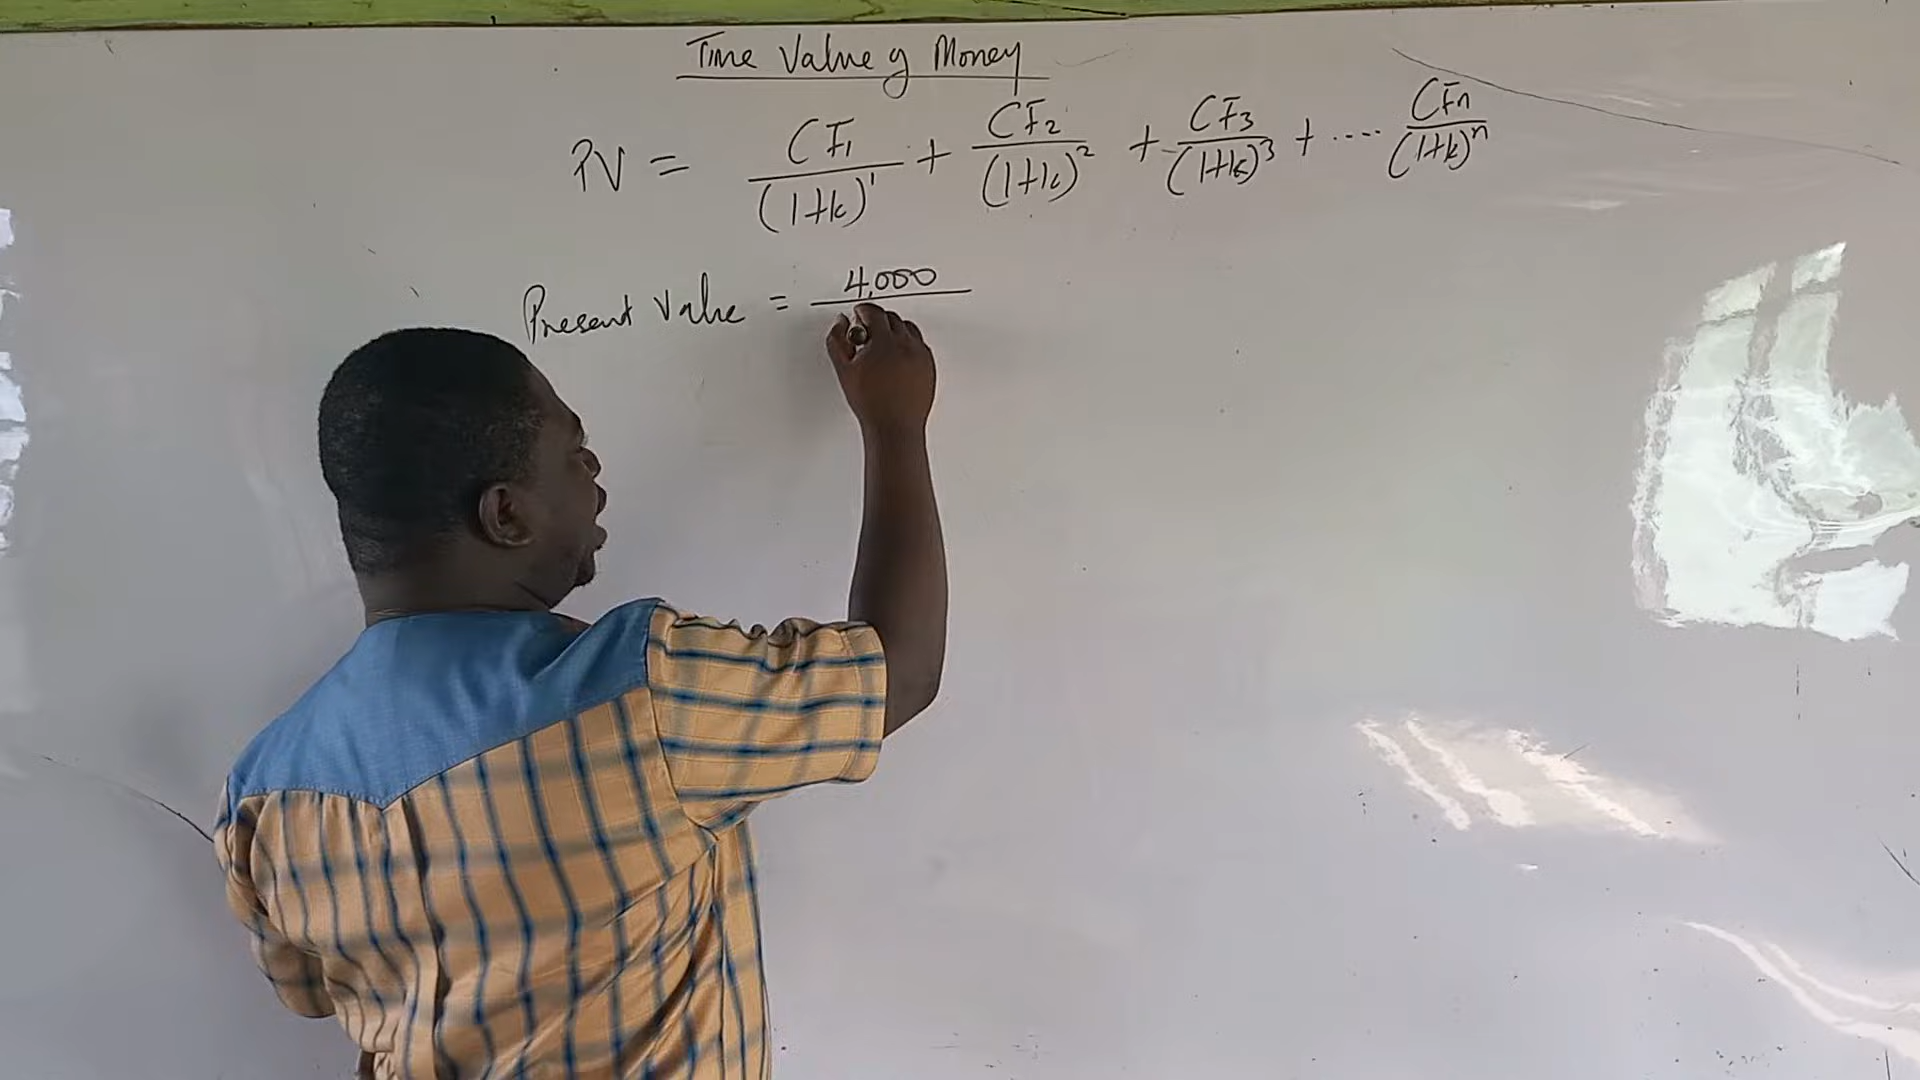 Time Value of Money
PV = CF1/(1+k)^1 + CF2/(1+k)^2 + CF3/(1+k)^3 + .... CFn/(1+k)^n
Present Value = 4,000